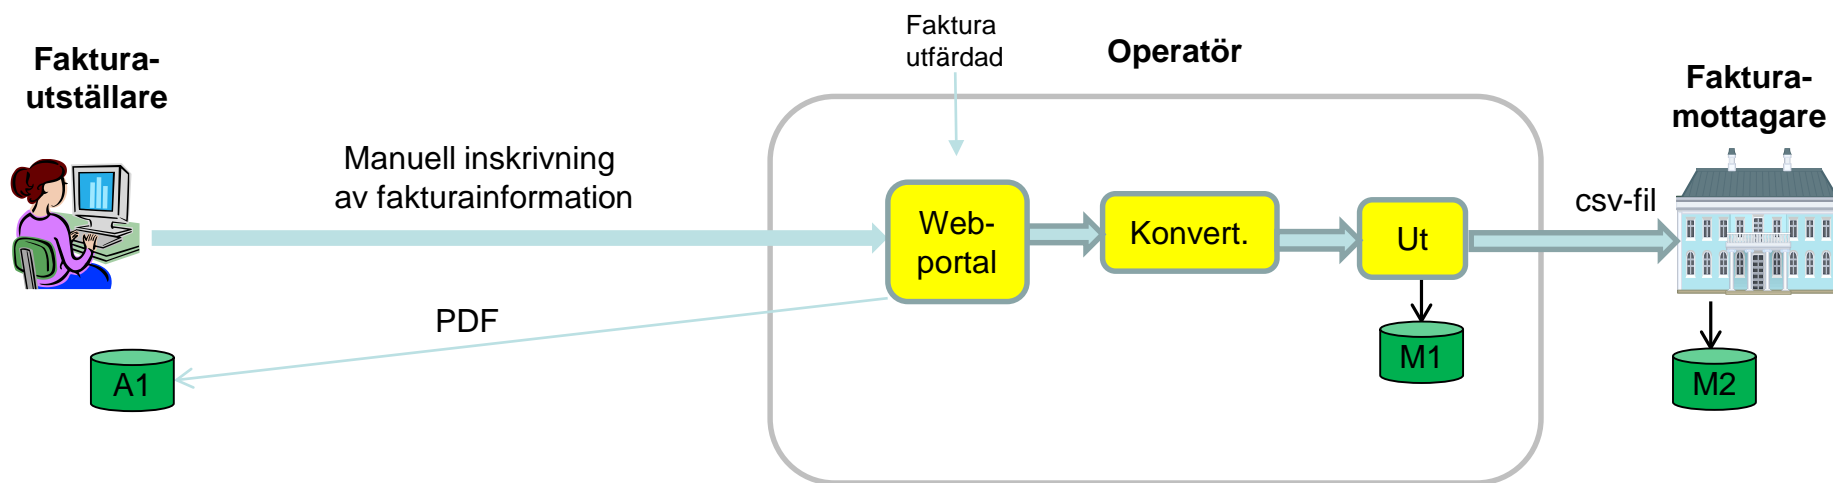 Faktura-
utställare
Manuell inskrivning
av fakturainformation
PDF
A1
Faktura
utfärdad
Operatör
Web-
portal
Konvert.
Ut
M1
csv-fil
Faktura-
mottagare
M2